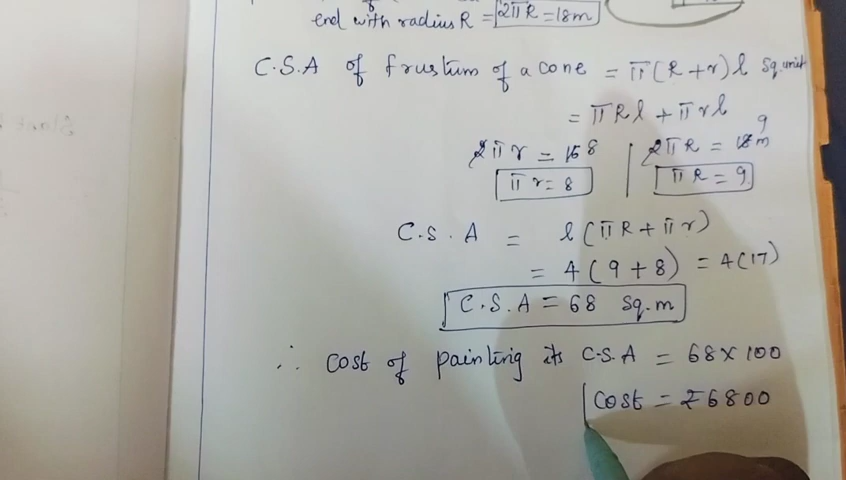 end with radius R = 2πR = 18m
C.S.A of frustum of a cone = π(R+r)l Sq.unit
= πRl + πrl
2πr = 16 8 | 2πR = 18 9 m
πr = 8 | πR = 9
C.S.A = l(πR + πr)
= 4(9+8) = 4(17)
C.S.A = 68 Sq.m
∴ Cost of painting its C.S.A = 68×100
Cost = ₹6800